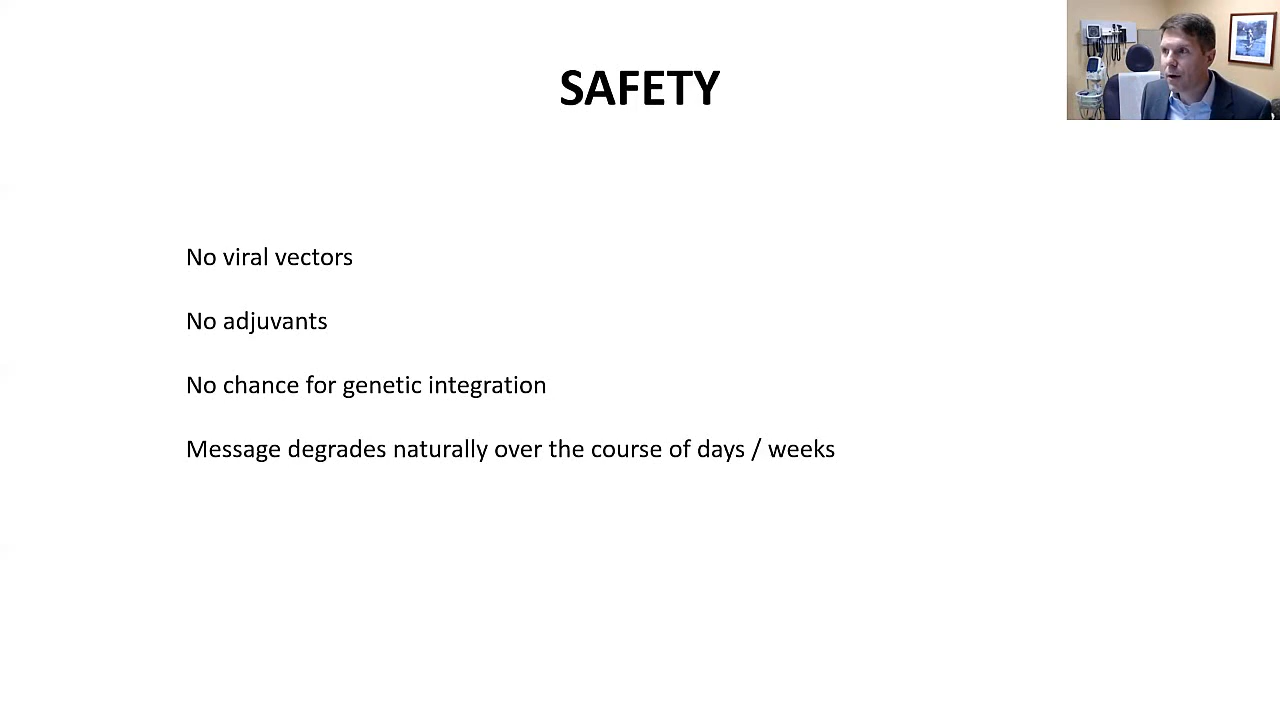 SAFETY
No viral vectors
No adjuvants
No chance for genetic integration
Message degrades naturally over the course of days / weeks